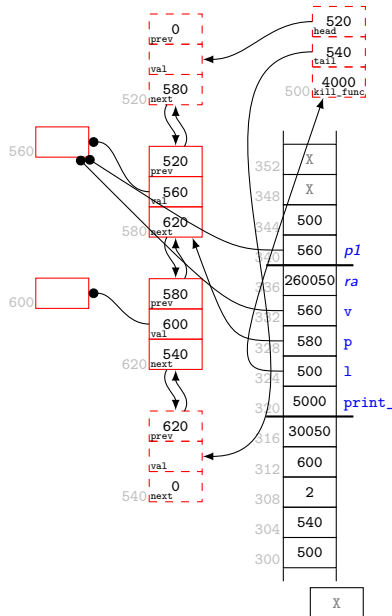 0
prev
val
580
520 next
520
head
540
tail
4000
500 kill_func
560
520
prev
560
val
620
580 next
600
580
prev
600
val
540
620 next
620
prev
val
0
540 next
352 X
348 X
344 500
340 560 p1
336 260050 ra
332 560 v
328 580 p
324 500 l
320 5000 print_
316 30050
312 600
308 2
304 540
300 500
X